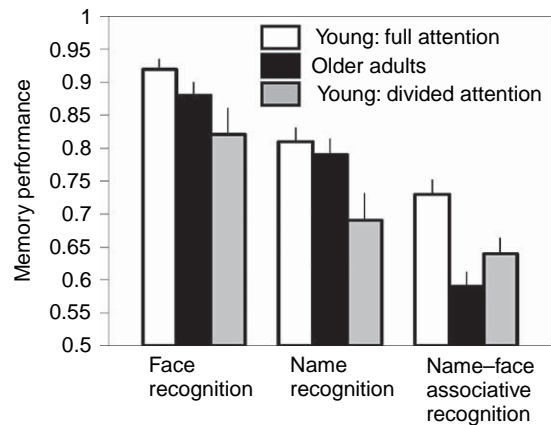 1
0.95
0.9
0.85
0.8
0.75
0.7
0.65
0.6
0.55
0.5
Memory performance
Young: full attention
Older adults
Young: divided attention
Face
recognition
Name
recognition
Name–face
associative
recognition